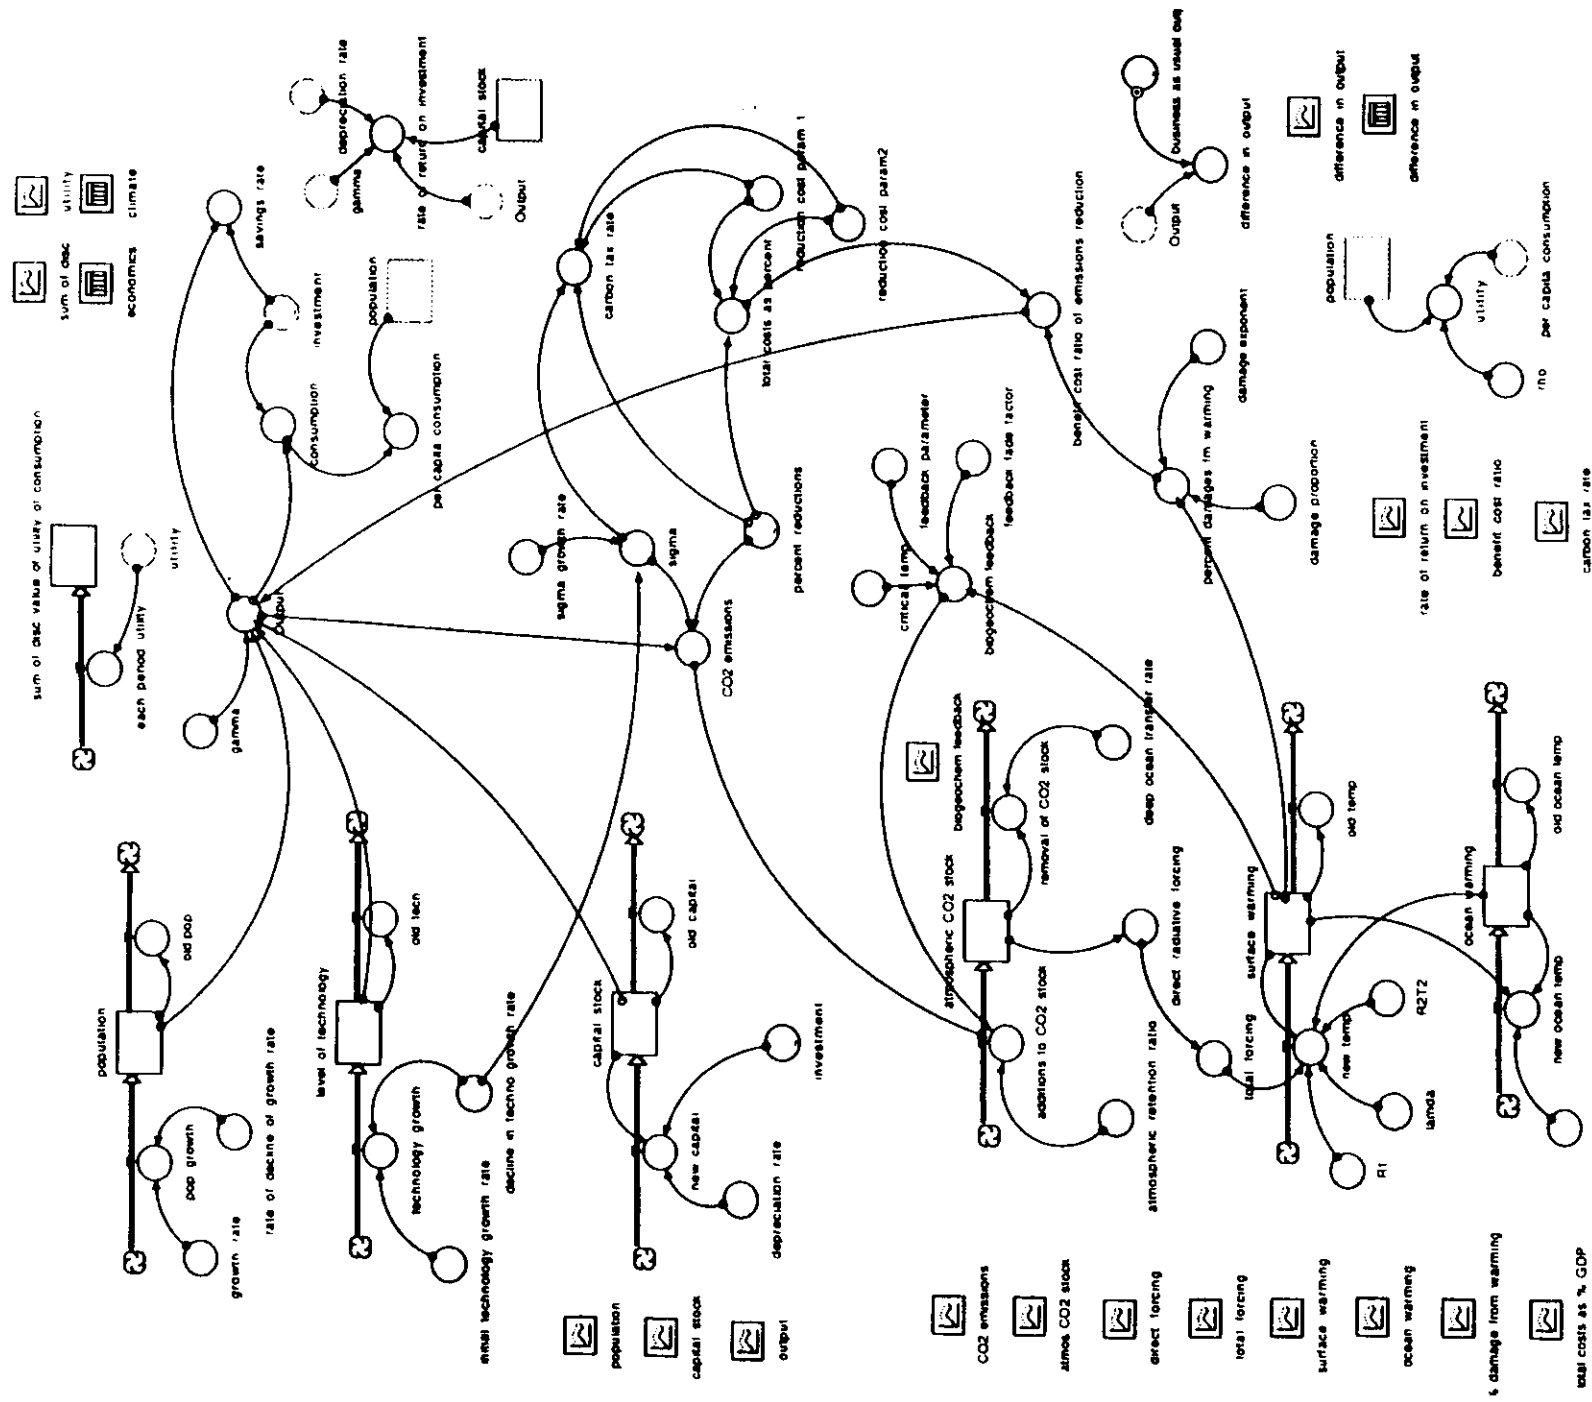 sum of disc
utility
economics
climate
savings rate
depreciation rate
gamma
rate of return on investment
capital stock
Output
sum of disc value of utility of consumption
utility
each period utility
investment
consumption
population
per capita consumption
Output
gamma
carbon tax rate
reduction cost param 1
reduction cost param2
total costs as percent
sigma growth rate
sigma
percent reductions
CO2 emissions
business as usual
Output
difference in output
difference in output
difference in output
benefit cost ratio of emissions reduction
damage exponent
percent damages fm warming
damage proportion
population
utility
rho
per capita consumption
rate of return on investment
benefit cost ratio
carbon tax rate
critical temp
feedback parameter
feedback fade factor
biogeochem feedback
biogeochem feedback
population
old pop
pop growth
growth rate
rate of decline of growth rate
level of technology
old tech
technology growth
decline in techno growth rate
initial technology growth rate
capital stock
old capital
new capital
investment
depreciation rate
atmospheric CO2 stock
removal of CO2 stock
deep ocean transfer rate
additions to CO2 stock
atmospheric retention ratio
direct radiative forcing
total forcing
surface warming
old temp
new temp
R2T2
lamda
R1
ocean warming
old ocean temp
new ocean temp
population
capital stock
output
CO2 emissions
atmos CO2 stock
direct forcing
total forcing
surface warming
ocean warming
% damage from warming
total costs as % GDP